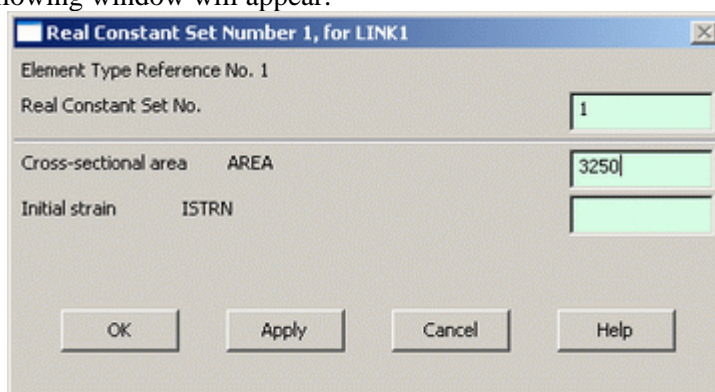 llowing window will appear:
Real Constant Set Number 1, for LINK1
Element Type Reference No. 1
Real Constant Set No. 1
Cross-sectional area AREA 3250
Initial strain ISTRN
OK Apply Cancel Help